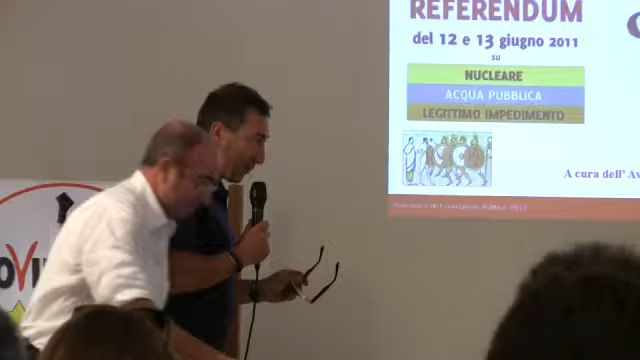 REFERENDUM
del 12 e 13 giugno 2011
su
NUCLEARE
ACQUA PUBBLICA
LEGITTIMO IMPEDIMENTO
A cura dell' Av